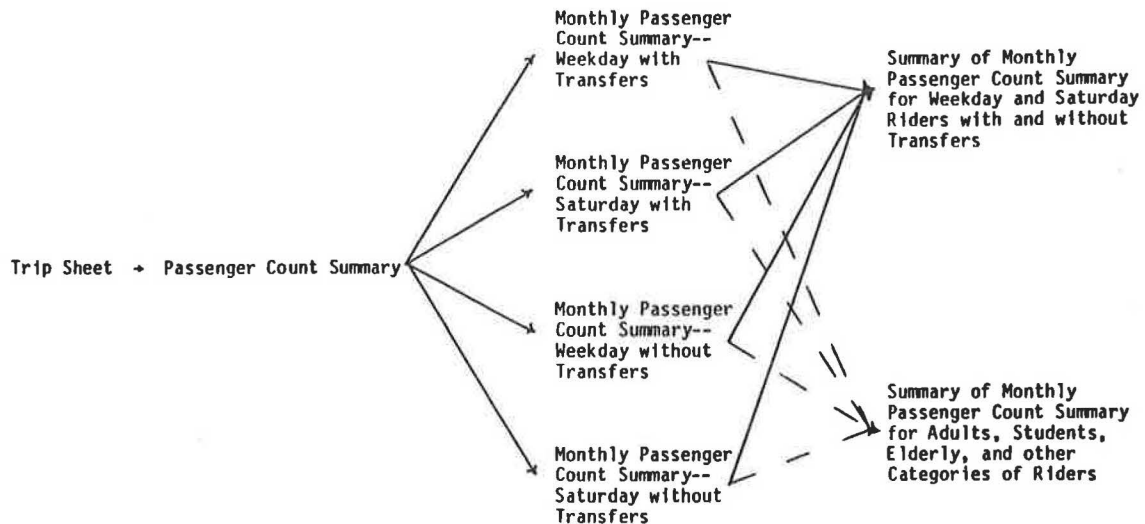 Monthly Passenger
Count Summary--
Weekday with
Transfers
Summary of Monthly
Passenger Count Summary
for Weekday and Saturday
Riders with and without
Transfers
Monthly Passenger
Count Summary--
Saturday with
Transfers
Trip Sheet → Passenger Count Summary
Monthly Passenger
Count Summary--
Weekday without
Transfers
Summary of Monthly
Passenger Count Summary
for Adults, Students,
Elderly, and other
Categories of Riders
Monthly Passenger
Count Summary--
Saturday without
Transfers